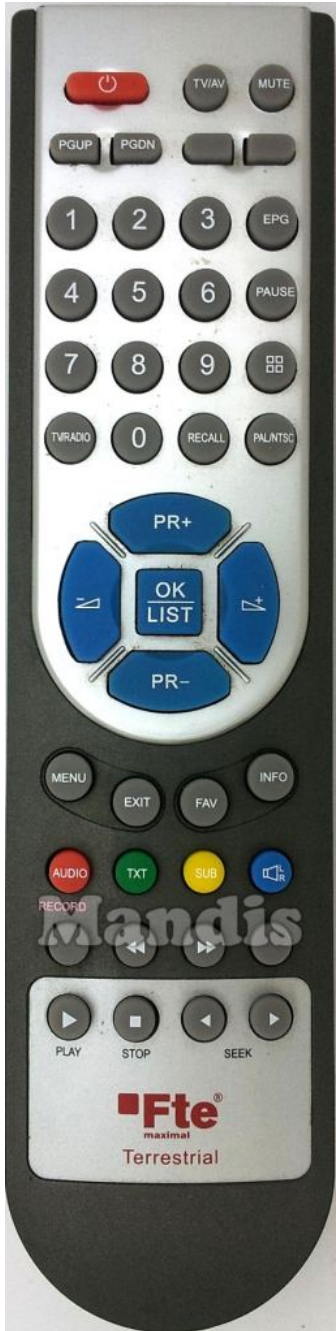 TV/AV MUTE
PGUP PGDN
1 2 3 EPG
4 5 6 PAUSE
7 8 9
TV/RADIO 0 RECALL PAL/NTSC
PR+
- OK +
LIST
PR-
MENU INFO
EXIT FAV
AUDIO TXT SUB L
R
RECORD
Mandis
PLAY STOP SEEK
Fte®
maximal
Terrestrial